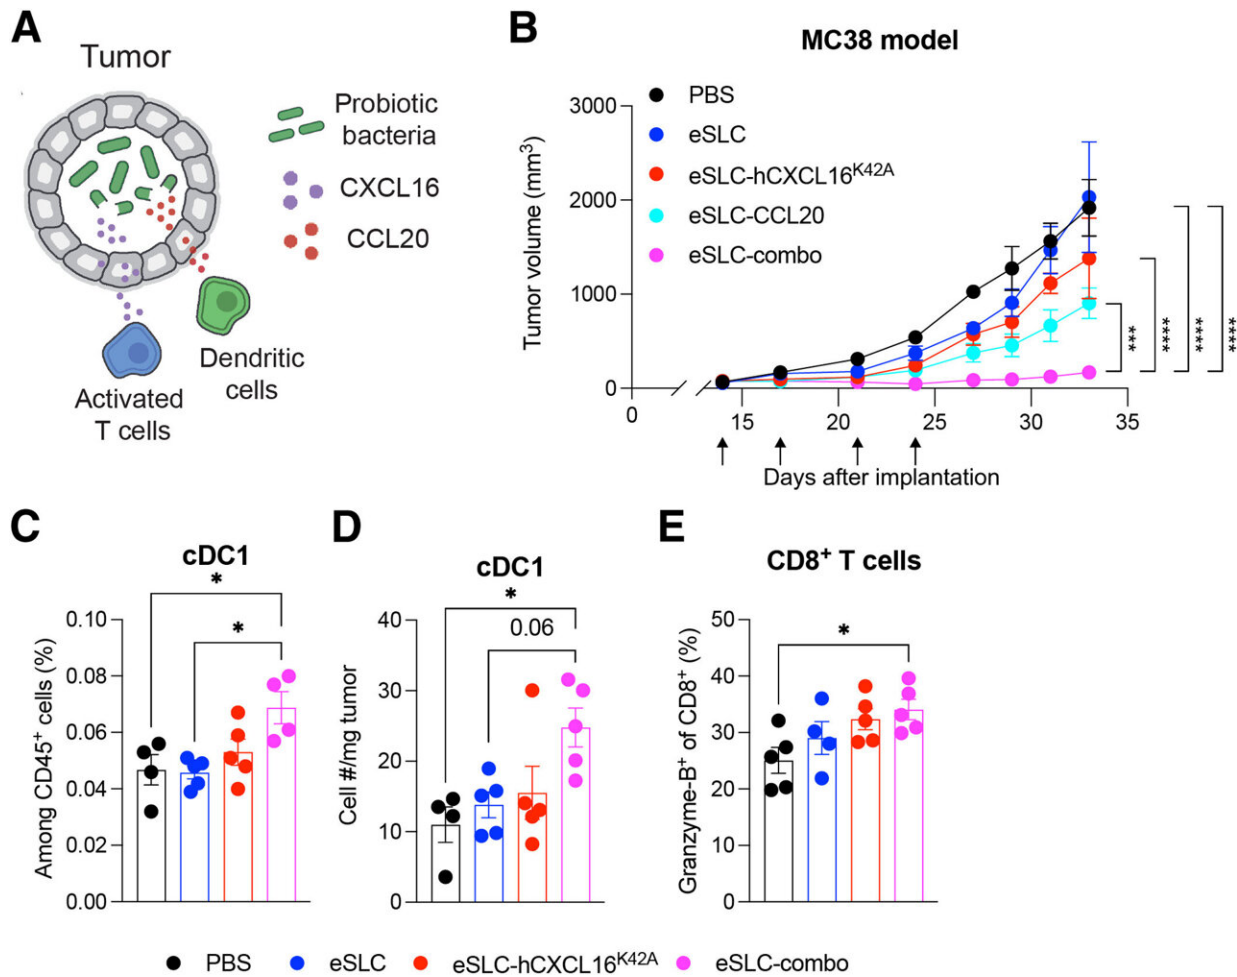 A
Tumor
Probiotic
bacteria
CXCL16
CCL20
Dendritic
cells
Activated
T cells
B
MC38 model
PBS
eSLC
eSLC-hCXCL16K42A
eSLC-CCL20
eSLC-combo
Tumor volume (mm3)
3000
2000
1000
0
0
15
20
25
30
35
Days after implantation
***
****
****
****
C
cDC1
*
*
Among CD45+ cells (%)
0.10
0.08
0.06
0.04
0.02
0.00
D
cDC1
*
0.06
Cell #/mg tumor
40
30
20
10
0
E
CD8+ T cells
*
Granzyme-B+ of CD8+ (%)
50
40
30
20
10
0
PBS
eSLC
eSLC-hCXCL16K42A
eSLC-combo